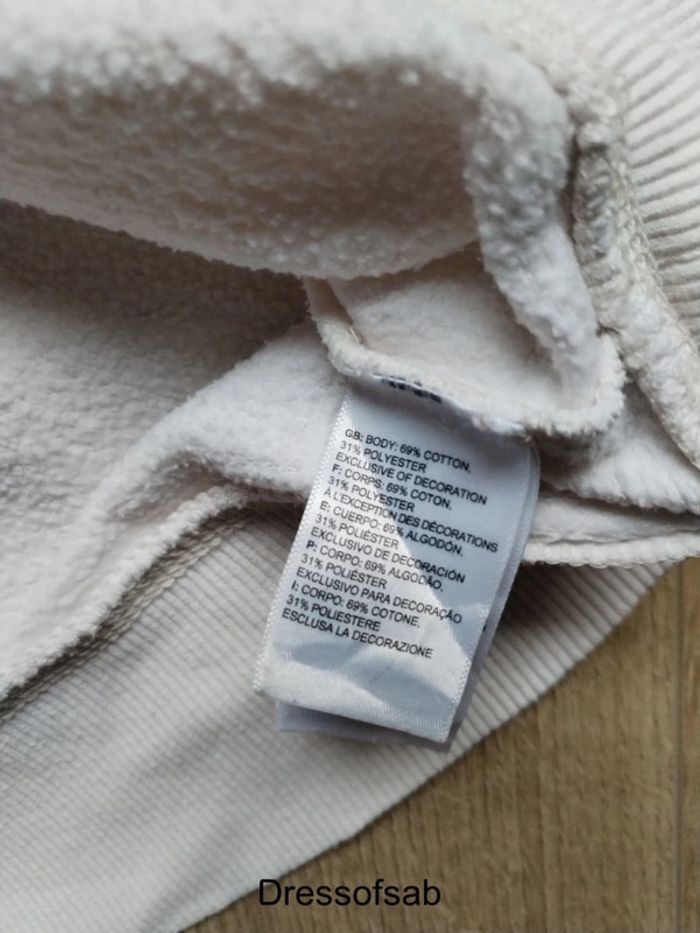 GB: BODY: 69% COTTON,
31% POLYESTER
EXCLUSIVE OF DECORATION
F: CORPS: 69% COTON,
31% POLYESTER
A L'EXCEPTION DES DÉCORATIONS
E: CUERPO: 69% ALGODÓN,
31% POLIÉSTER
EXCLUSIVO DE DECORACIÓN
P: CORPO: 69% ALGODÃO,
31% POLIÉSTER
EXCLUSIVO PARA DECORAÇÃO
I: CORPO: 69% COTONE,
31% POLIESTERE
ESCLUSA LA DECORAZIONE
Dressofsab